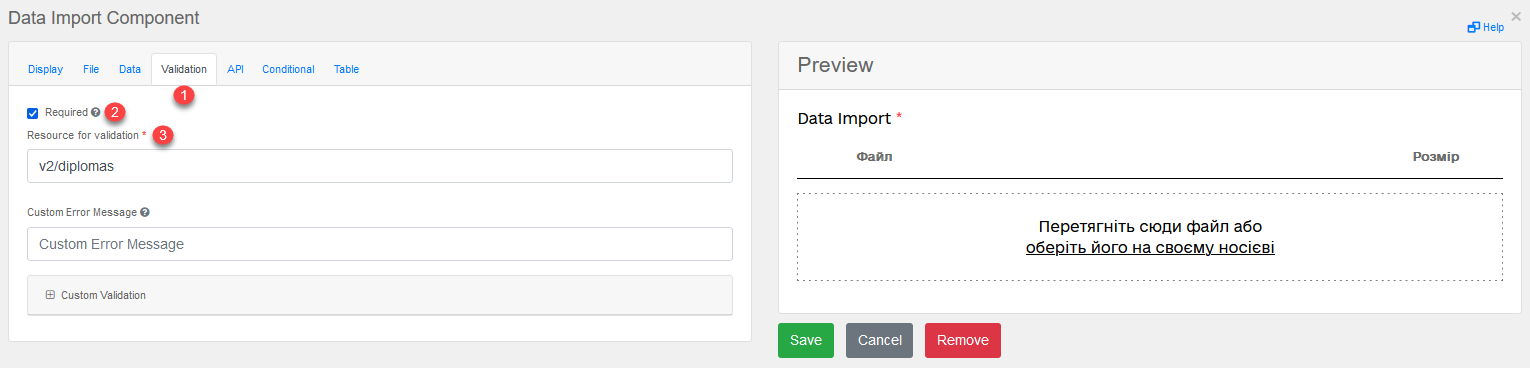 Data Import Component
×
Help
Display File Data Validation API Conditional Table
1
Required 2
Resource for validation * 3
v2/diplomas
Custom Error Message
Custom Error Message
Custom Validation
Preview
Data Import *
Файл Розмір
Перетягніть сюди файл або
оберіть його на своєму носієві
Save Cancel Remove